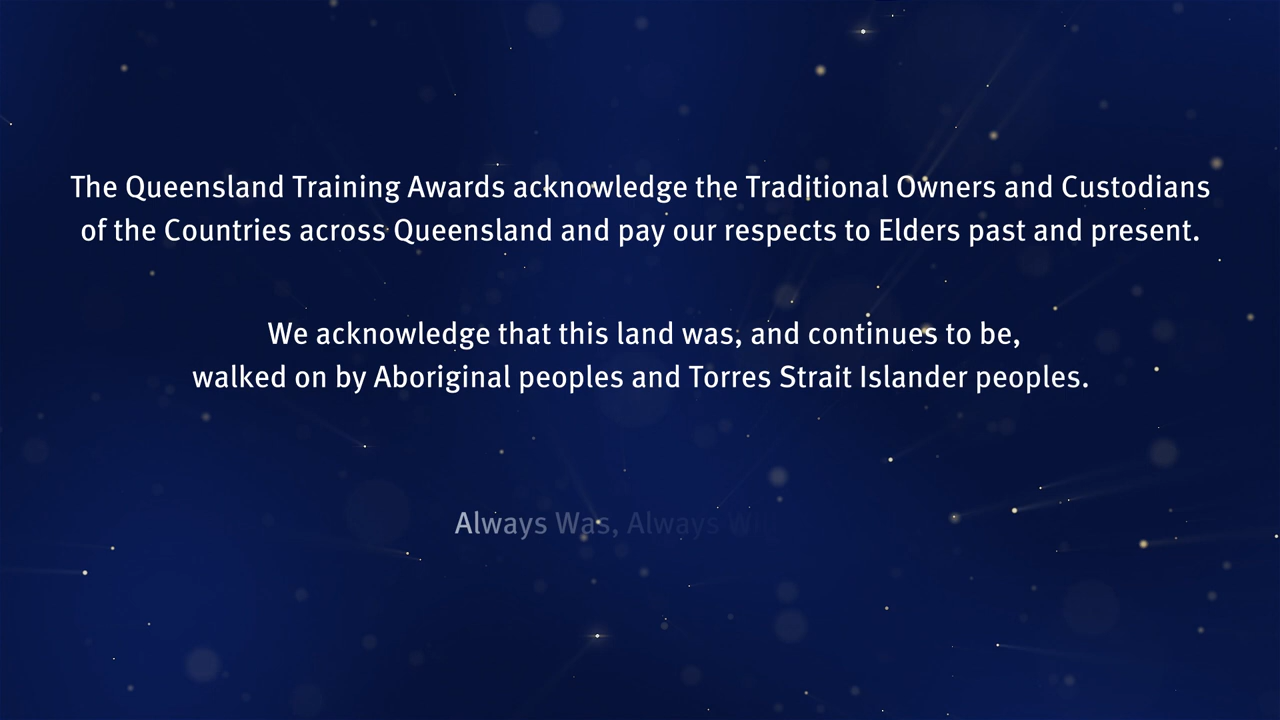 The Queensland Training Awards acknowledge the Traditional Owners and Custodians
of the Countries across Queensland and pay our respects to Elders past and present.
We acknowledge that this land was, and continues to be,
walked on by Aboriginal peoples and Torres Strait Islander peoples.
Always Was, Always Will